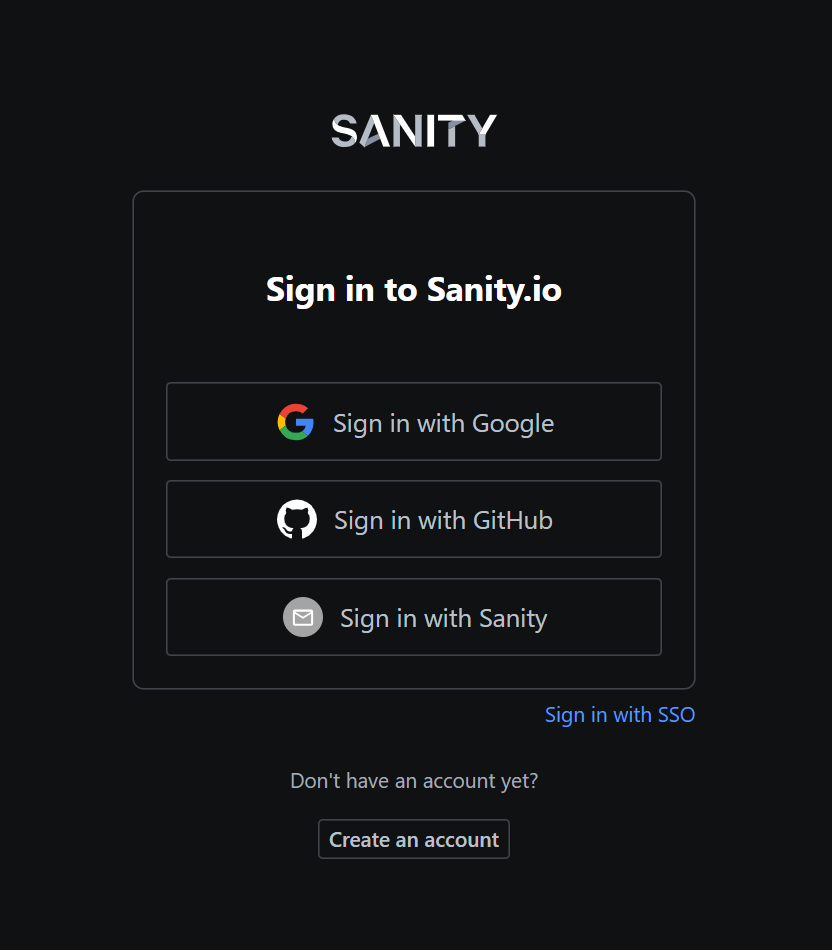 SANITY
Sign in to Sanity.io
Sign in with Google
Sign in with GitHub
Sign in with Sanity
Sign in with SSO
Don't have an account yet?
Create an account